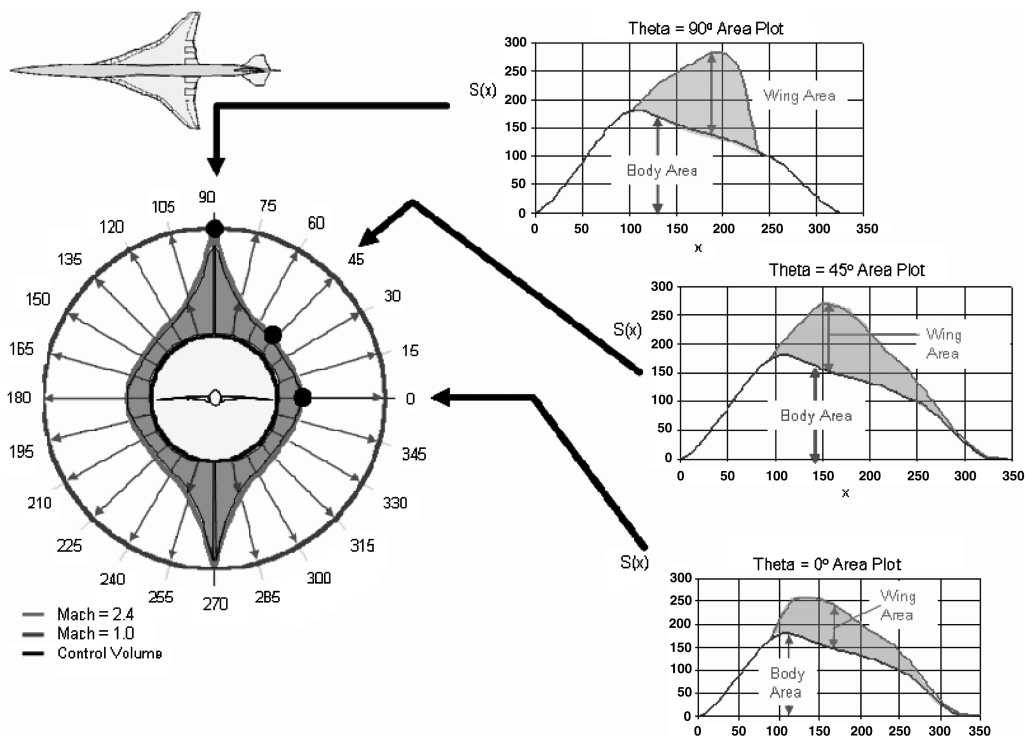 Theta = 90º Area Plot
S(x)
300
250
200
150
100
50
0
Wing Area
Body Area
0 50 100 150 200 250 300 350
x
90
75
60
45
30
15
0
345
330
315
300
285
270
255
240
225
210
195
180
165
150
135
120
105
Mach = 2.4
Mach = 1.0
Control Volume
Theta = 45º Area Plot
S(x)
300
250
200
150
100
50
0
Wing
Area
Body Area
0 50 100 150 200 250 300 350
x
Theta = 0º Area Plot
S(x)
300
250
200
150
100
50
0
Wing
Area
Body
Area
0 50 100 150 200 250 300 350